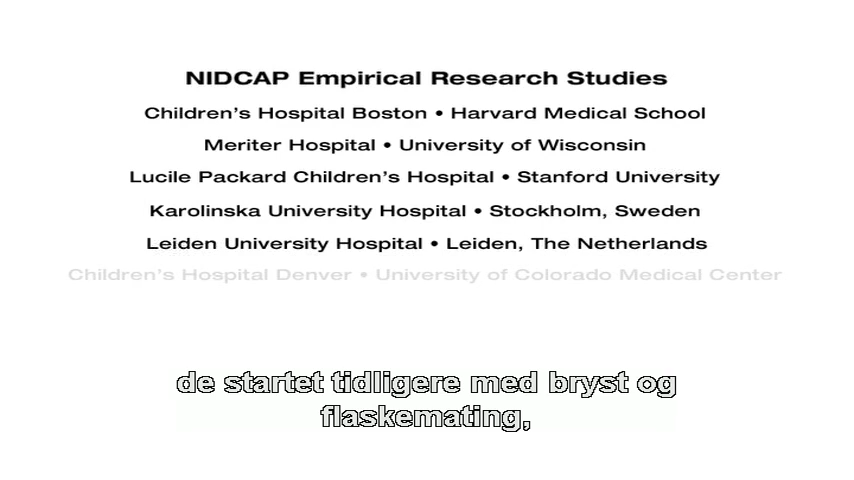 NIDCAP Empirical Research Studies
Children's Hospital Boston • Harvard Medical School
Meriter Hospital • University of Wisconsin
Lucile Packard Children's Hospital • Stanford University
Karolinska University Hospital • Stockholm, Sweden
Leiden University Hospital • Leiden, The Netherlands
Children's Hospital Denver • University of Colorado Medical Center
de startet tidligere med bryst og
flaskemating,